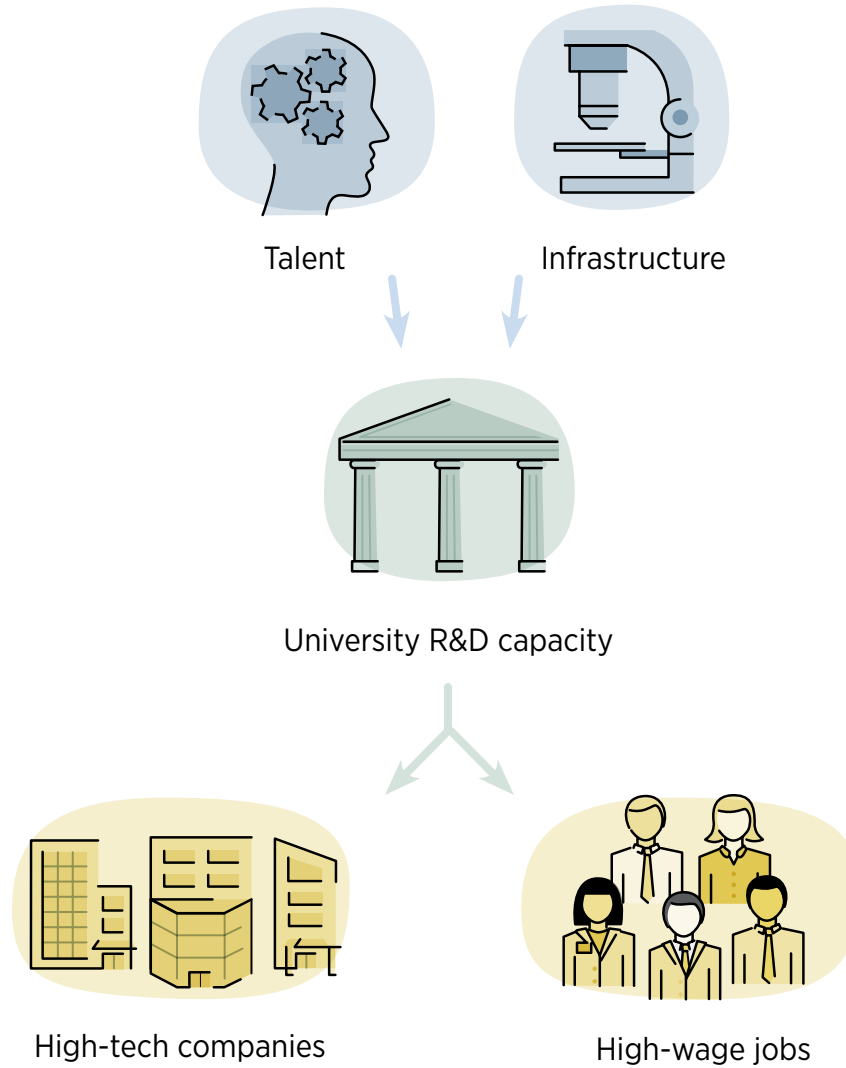 Talent
Infrastructure
University R&D capacity
High-tech companies
High-wage jobs